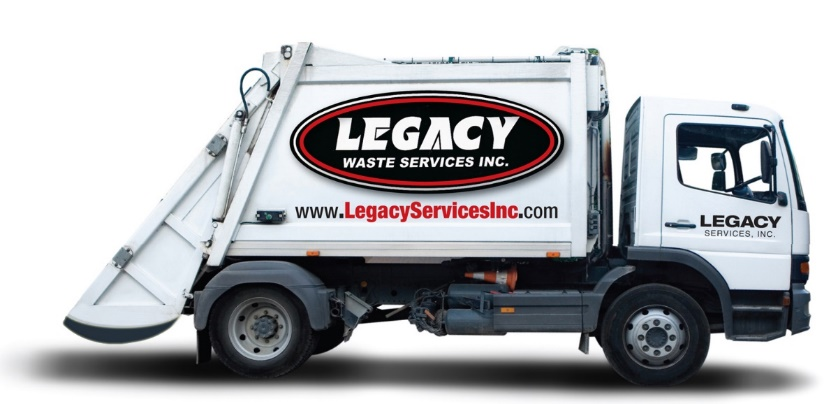 LEGACY
WASTE SERVICES INC.
www.LegacyServicesInc.com
LEGACY
SERVICES, INC.